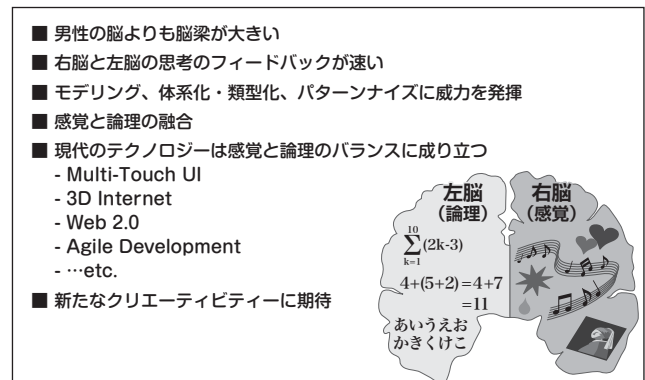 ■ 男性の脳よりも脳梁が大きい
■ 右脳と左脳の思考のフィードバックが速い
■ モデリング、体系化・類型化、パターンナイズに威力を発揮
■ 感覚と論理の融合
■ 現代のテクノロジーは感覚と論理のバランスに成り立つ
- Multi-Touch UI
- 3D Internet
- Web 2.0
- Agile Development
- …etc.
■ 新たなクリエーティビティーに期待
左脳
(論理)
10
∑(2k-3)
k=1
4+(5+2)=4+7
=11
あいうえお
かきくけこ
右脳
(感覚)